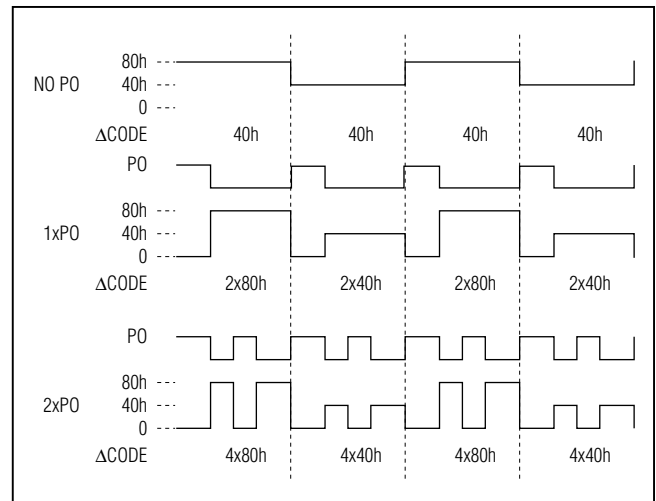 80h
NO PO 40h
0
ΔCODE 40h 40h 40h 40h
PO
80h
1xPO 40h
0
ΔCODE 2x80h 2x40h 2x80h 2x40h
PO
80h
2xPO 40h
0
ΔCODE 4x80h 4x40h 4x80h 4x40h